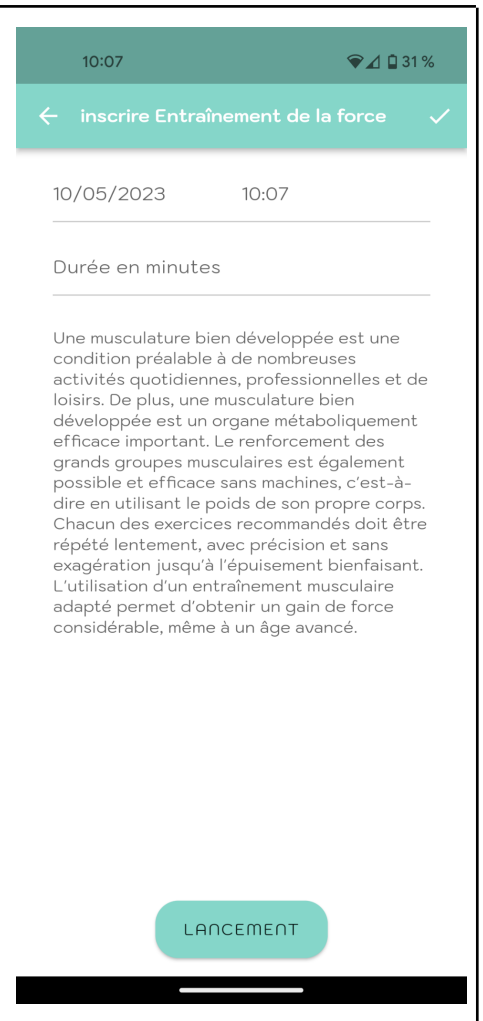 10:07 31 %
inscrire Entraînement de la force
10/05/2023 10:07
Durée en minutes
Une musculature bien développée est une
condition préalable à de nombreuses
activités quotidiennes, professionnelles et de
loisirs. De plus, une musculature bien
développée est un organe métaboliquement
efficace important. Le renforcement des
grands groupes musculaires est également
possible et efficace sans machines, c'est-à-
dire en utilisant le poids de son propre corps.
Chacun des exercices recommandés doit être
répété lentement, avec précision et sans
exagération jusqu'à l'épuisement bienfaisant.
L'utilisation d'un entraînement musculaire
adapté permet d'obtenir un gain de force
considérable, même à un âge avancé.
LANCEMENT